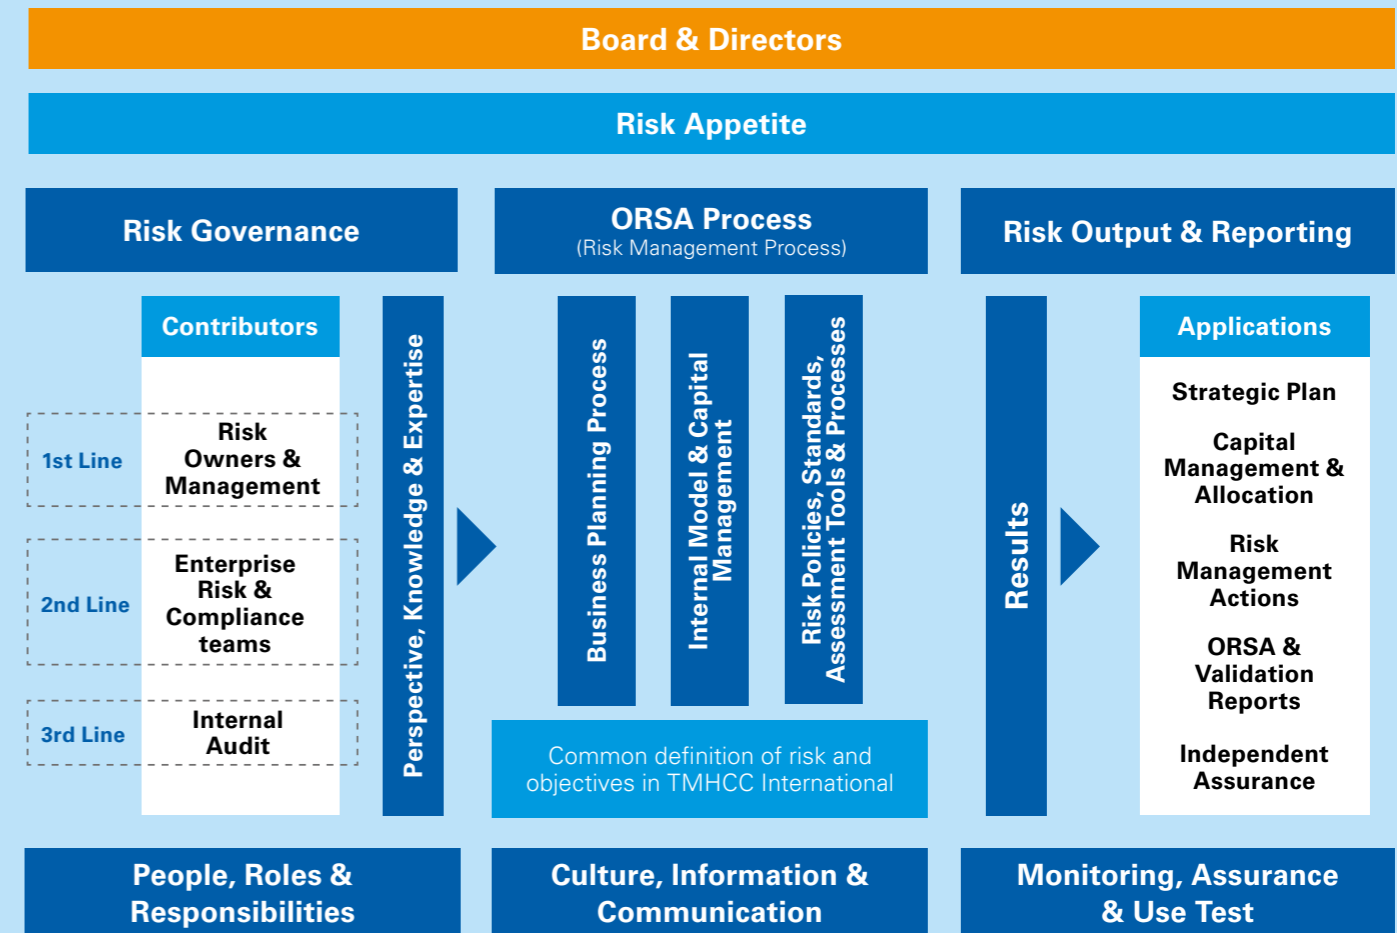 Board & Directors
Risk Appetite
Risk Governance
Contributors
1st Line
Risk
Owners &
Management
2nd Line
Enterprise
Risk &
Compliance
teams
3rd Line
Internal
Audit
Perspective, Knowledge & Expertise
ORSA Process
(Risk Management Process)
Business Planning Process
Internal Model & Capital
Management
Risk Policies, Standards,
Assessment Tools & Processes
Common definition of risk and
objectives in TMHCC International
Risk Output & Reporting
Results
Applications
Strategic Plan
Capital
Management &
Allocation
Risk
Management
Actions
ORSA &
Validation
Reports
Independent
Assurance
People, Roles &
Responsibilities
Culture, Information &
Communication
Monitoring, Assurance
& Use Test